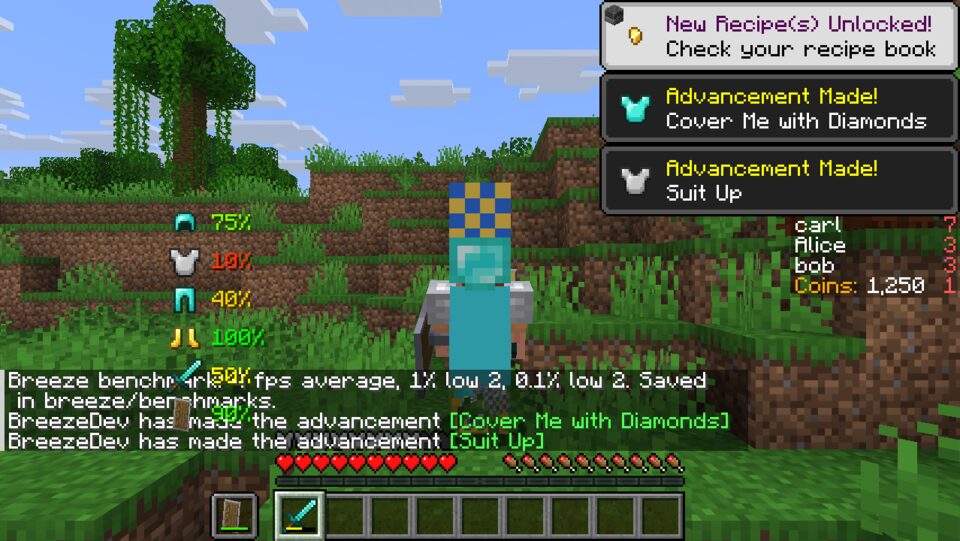 New Recipe(s) Unlocked!
Check your recipe book
Advancement Made!
Cover Me with Diamonds
Advancement Made!
Suit Up
carl 7
Alice 3
bob 3
Coins: 1,250 1
75%
10%
40%
100%
50%
90%
Breeze fps average, 1% low 2, 0.1% low 2. Saved
in breeze/benchmarks.
BreezeDev has made the advancement [Cover Me with Diamonds]
BreezeDev has made the advancement [Suit Up]